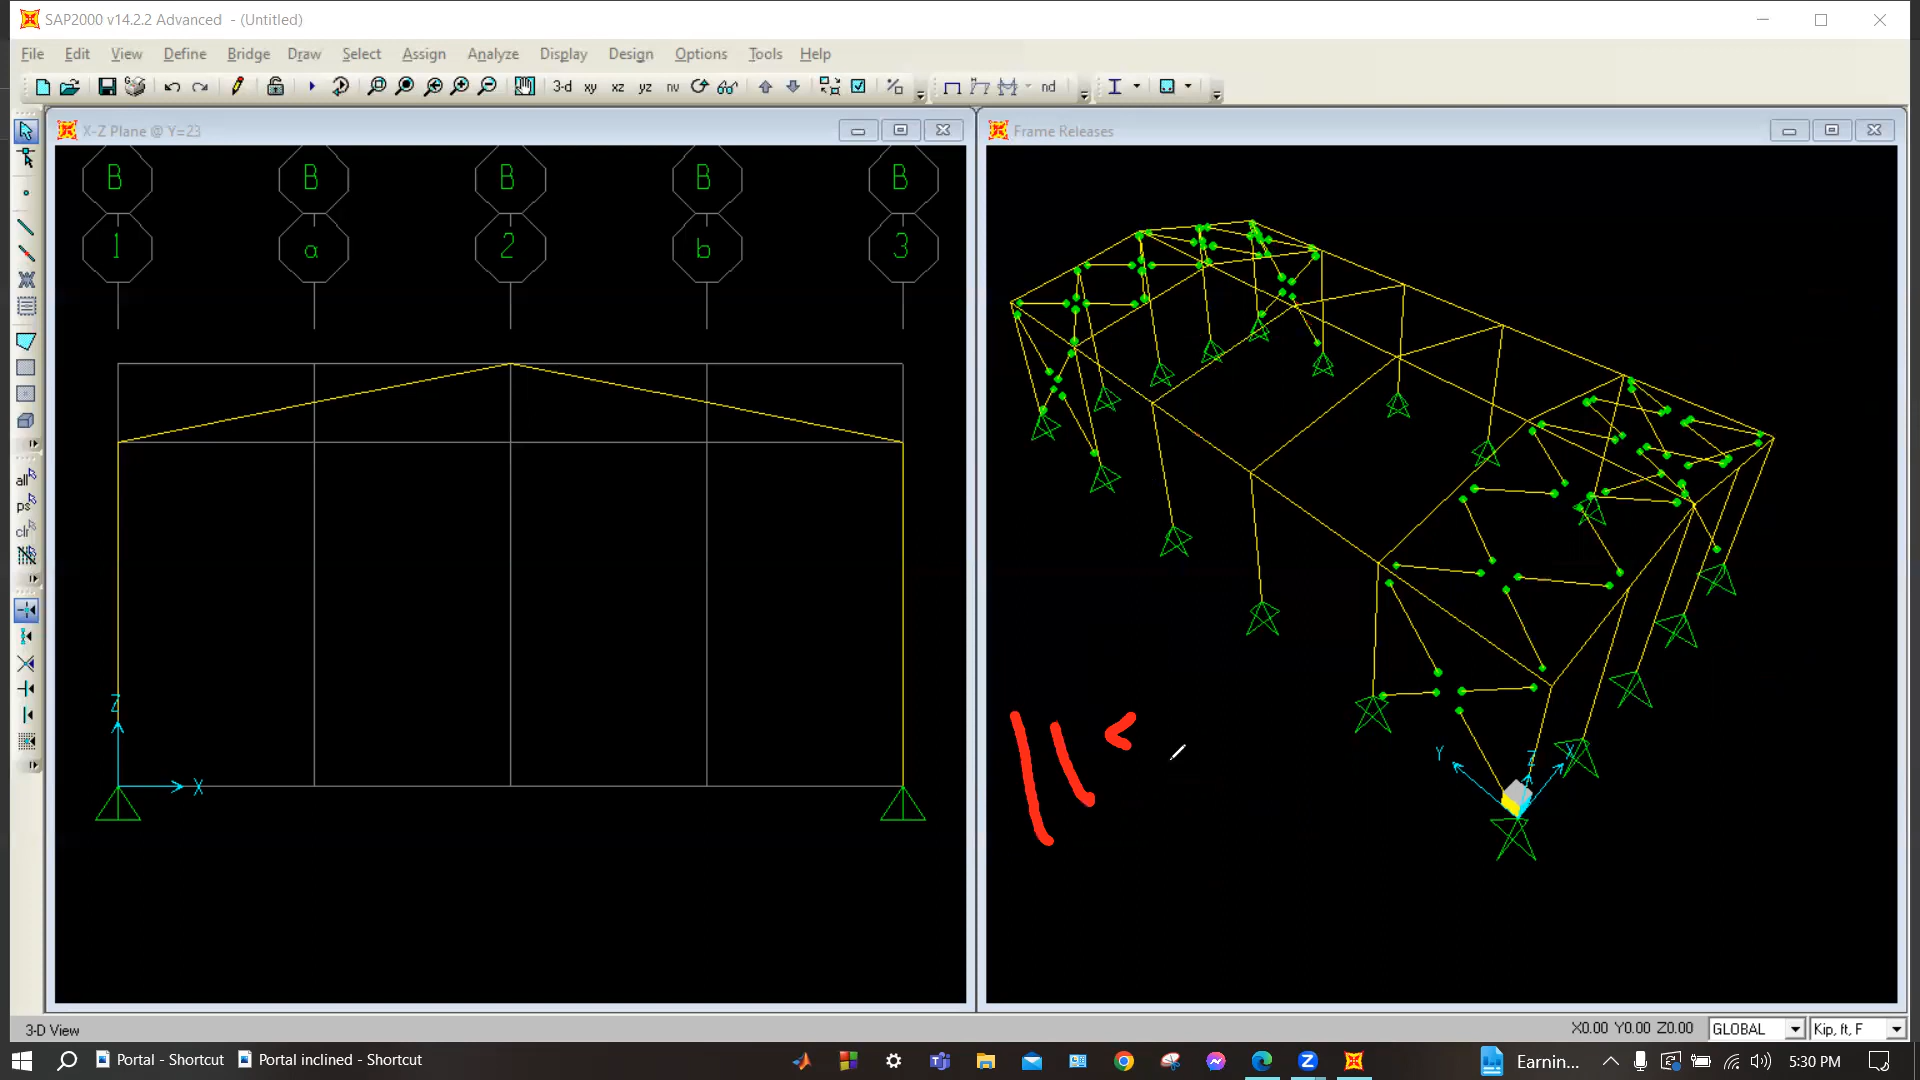 SAP2000 v14.2.2 Advanced - (Untitled)
File Edit View Define Bridge Draw Select Assign Analyze Display Design Options Tools Help
3-d xy xz yz nv nd
X-Z Plane @ Y=23
Frame Releases
B B B B B
1 a 2 b 3
all
ps
clr
Z
X
Y Z X
3-D View
X0.00 Y0.00 Z0.00
GLOBAL
Kip, ft, F
Portal - Shortcut
Portal inclined - Shortcut
Earnin...
5:30 PM